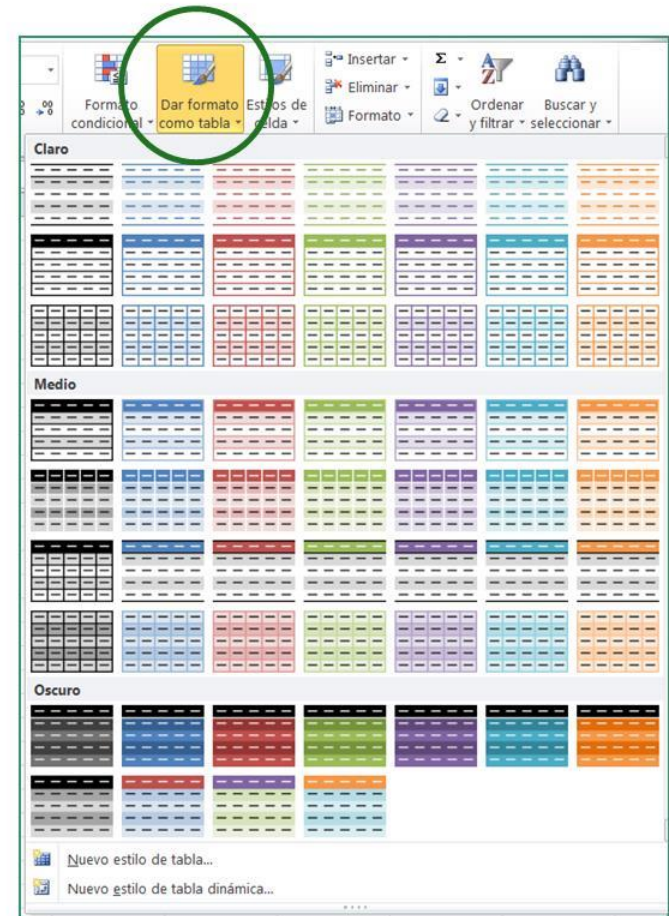 Formato
condicional
Dar formato
como tabla
Estilos de
celda
Insertar
Eliminar
Formato
Σ
Ordenar
y filtrar
Buscar y
seleccionar
Claro
Medio
Oscuro
Nuevo estilo de tabla...
Nuevo estilo de tabla dinámica...